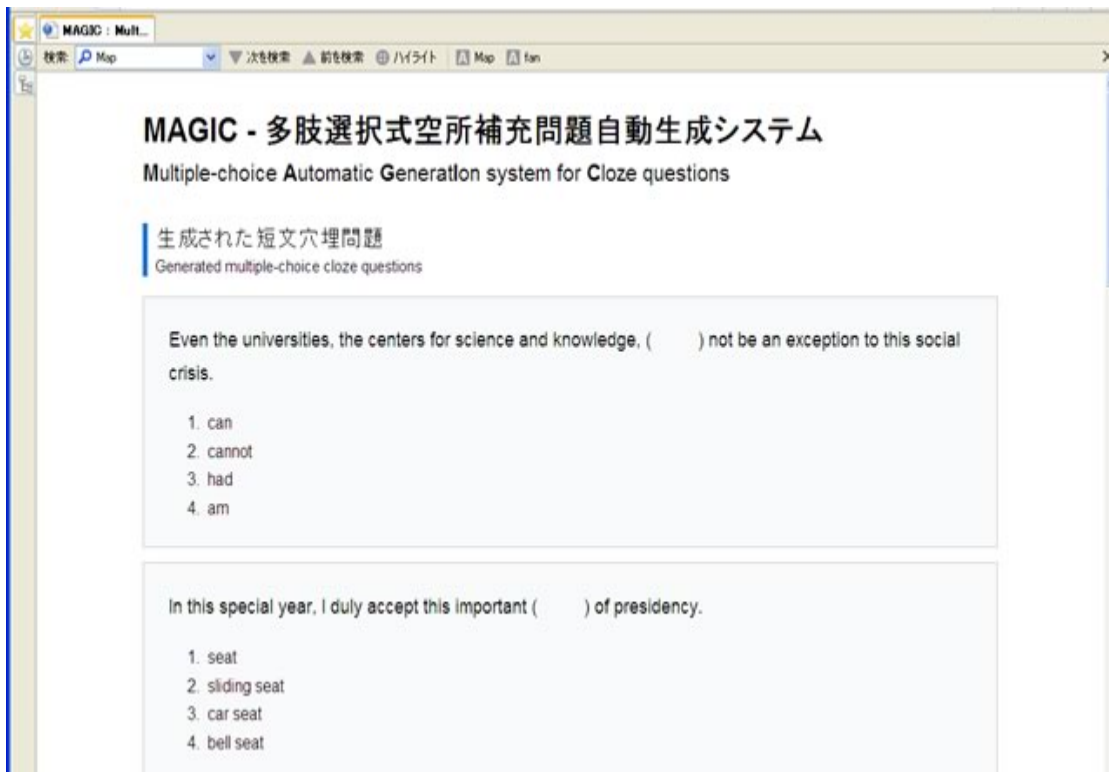 MAGIC : Mult...
検索: Map 次を検索 前を検索 ハイライト Map fan
MAGIC - 多肢選択式空所補充問題自動生成システム
Multiple-choice Automatic GeneratIon system for Cloze questions
生成された短文穴埋問題
Generated multiple-choice cloze questions
Even the universities, the centers for science and knowledge, (        ) not be an exception to this social
crisis.
1. can
2. cannot
3. had
4. am
In this special year, I duly accept this important (        ) of presidency.
1. seat
2. sliding seat
3. car seat
4. bell seat